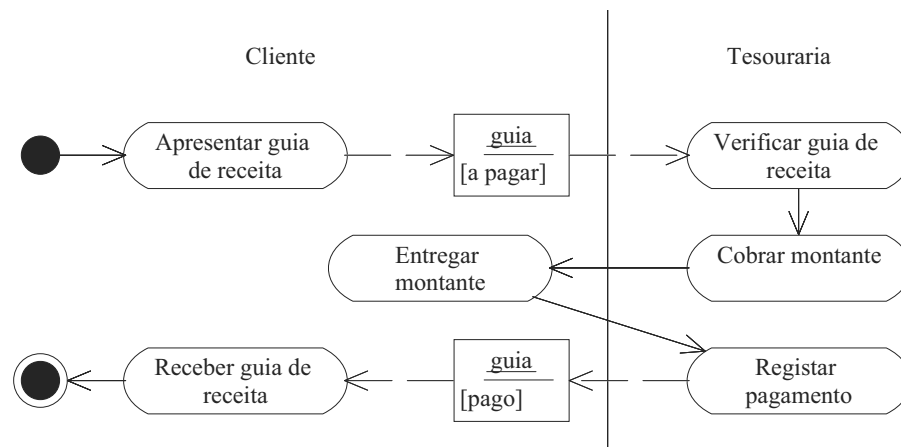 Cliente
Tesouraria
Apresentar guia
de receita
guia
[a pagar]
Verificar guia de
receita
Entregar
montante
Cobrar montante
Receber guia de
receita
guia
[pago]
Registar
pagamento